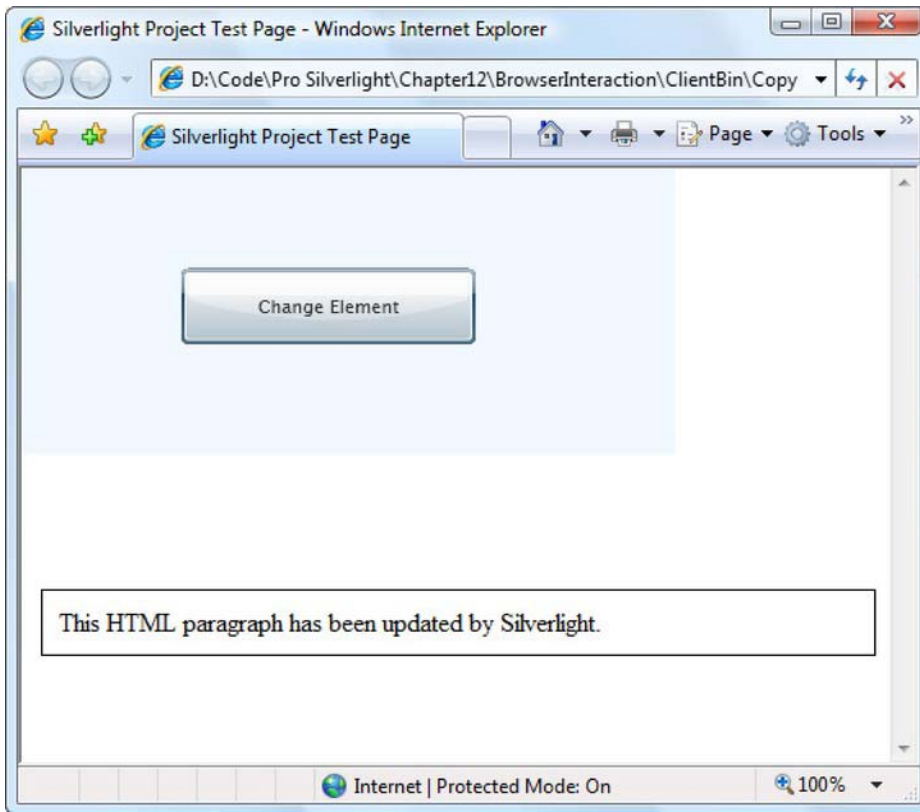 Silverlight Project Test Page - Windows Internet Explorer
D:\Code\Pro Silverlight\Chapter12\BrowserInteraction\ClientBin\Copy
Silverlight Project Test Page
Page
Tools
Change Element
This HTML paragraph has been updated by Silverlight.
Internet | Protected Mode: On
100%